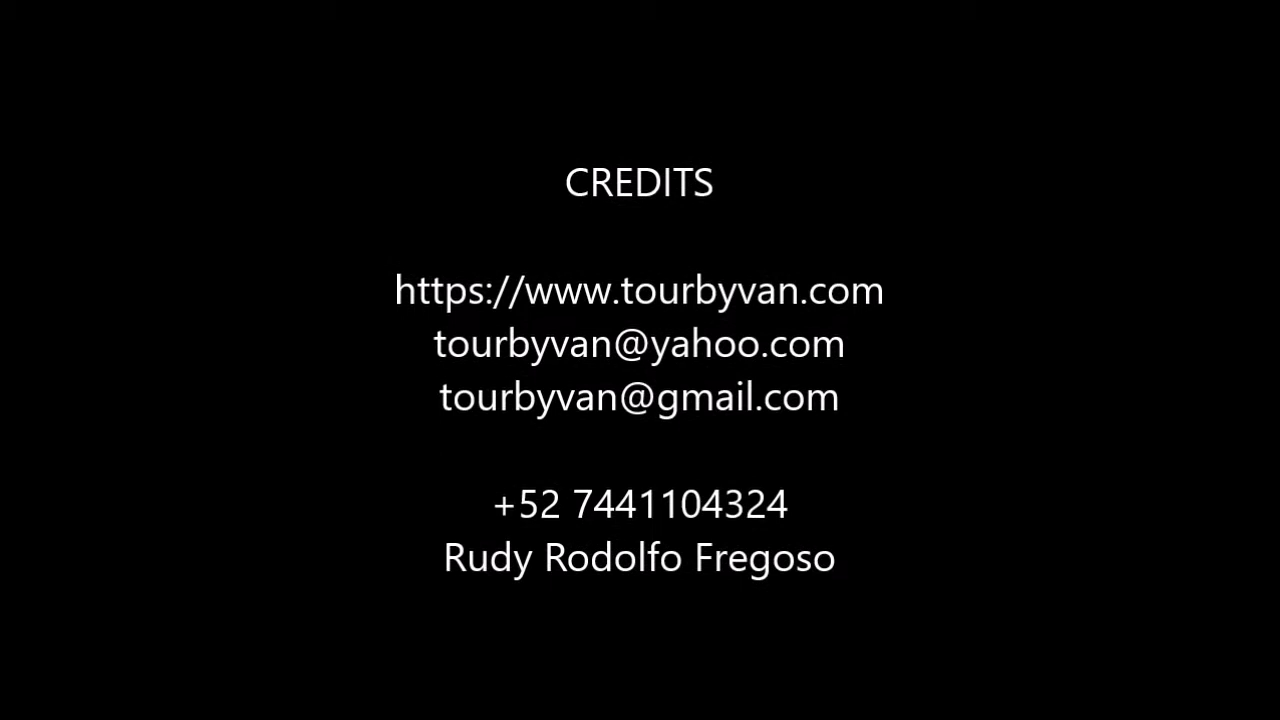 CREDITS
https://www.tourbyvan.com
tourbyvan@yahoo.com
tourbyvan@gmail.com
+52 7441104324
Rudy Rodolfo Fregoso